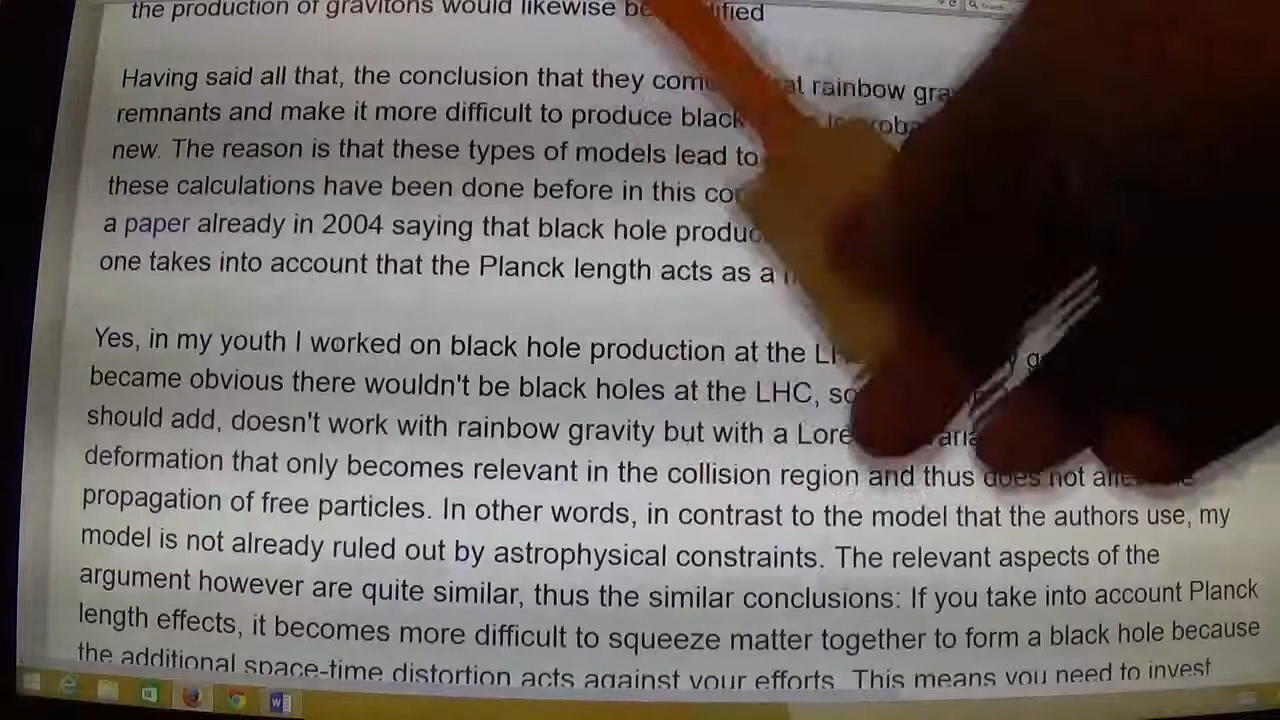 the production of gravitons would likewise be
Having said all that, the conclusion that they rainbow
remnants and make it more difficult to produce black
new. The reason is that these types of models lead to
these calculations have been done before in this
a paper already in 2004 saying that black hole
one takes into account that the Planck length acts as a
Yes, in my youth I worked on black hole production at the
became obvious there wouldn't be black holes at the LHC,
should add, doesn't work with rainbow gravity but with a
deformation that only becomes relevant in the collision region and thus does not
propagation of free particles. In other words, in contrast to the model that the authors use, my
model is not already ruled out by astrophysical constraints. The relevant aspects of the
argument however are quite similar, thus the similar conclusions: If you take into account Planck
length effects, it becomes more difficult to squeeze matter together to form a black hole because
the additional space-time distortion acts against your efforts. This means you need to invest